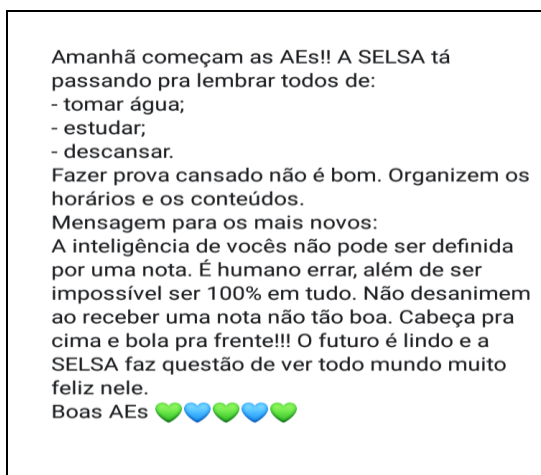 Amanhã começam as AEs!! A SELSA tá
passando pra lembrar todos de:
- tomar água;
- estudar;
- descansar.
Fazer prova cansado não é bom. Organizem os
horários e os conteúdos.
Mensagem para os mais novos:
A inteligência de vocês não pode ser definida
por uma nota. É humano errar, além de ser
impossível ser 100% em tudo. Não desanimem
ao receber uma nota não tão boa. Cabeça pra
cima e bola pra frente!!! O futuro é lindo e a
SELSA faz questão de ver todo mundo muito
feliz nele.
Boas AEs 💚💙💚💙💚